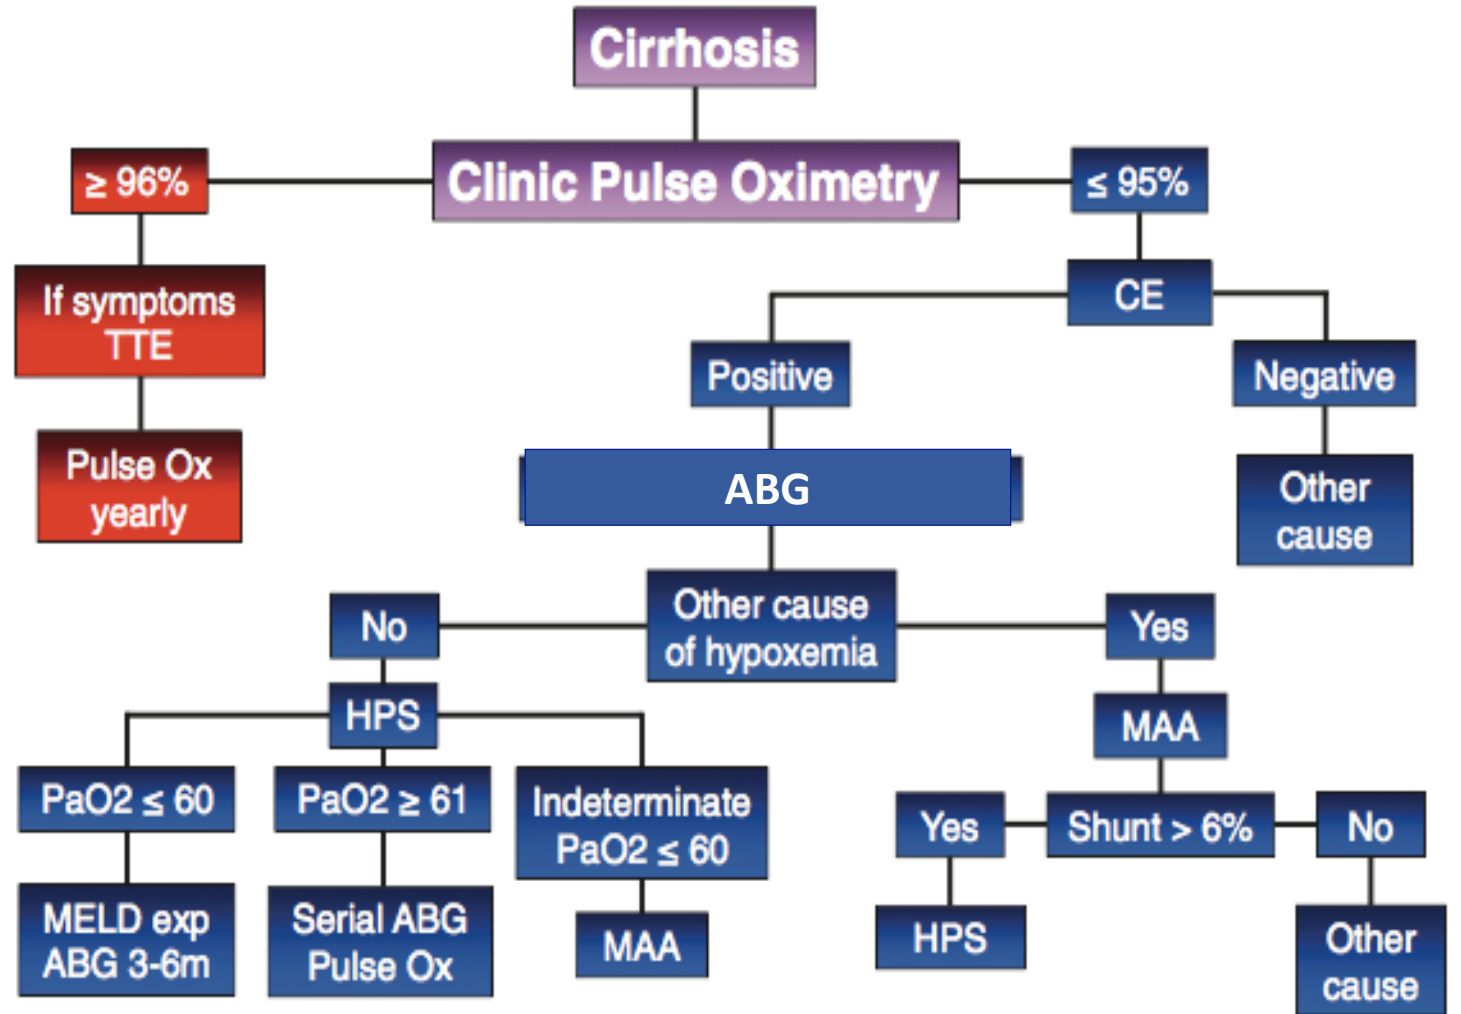 Cirrhosis
≥ 96%
Clinic Pulse Oximetry
≤ 95%
If symptoms
TTE
CE
Positive
Negative
Pulse Ox
yearly
ABG
Other
cause
No
Other cause
of hypoxemia
Yes
HPS
MAA
PaO2 ≤ 60
PaO2 ≥ 61
Indeterminate
PaO2 ≤ 60
Yes
Shunt > 6%
No
MELD exp
ABG 3-6m
Serial ABG
Pulse Ox
MAA
HPS
Other
cause